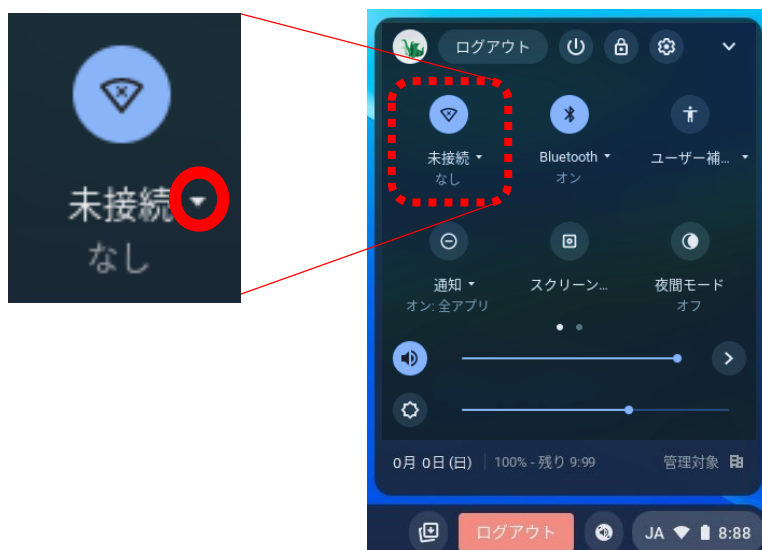 未接続
なし
ログアウト
未接続
Bluetooth
ユーザー補...
なし
オン
通知
スクリーン...
夜間モード
オン: 全アプリ
オフ
0月 0日 (日)
100% - 残り 9:99
管理対象
ログアウト
JA
8:88